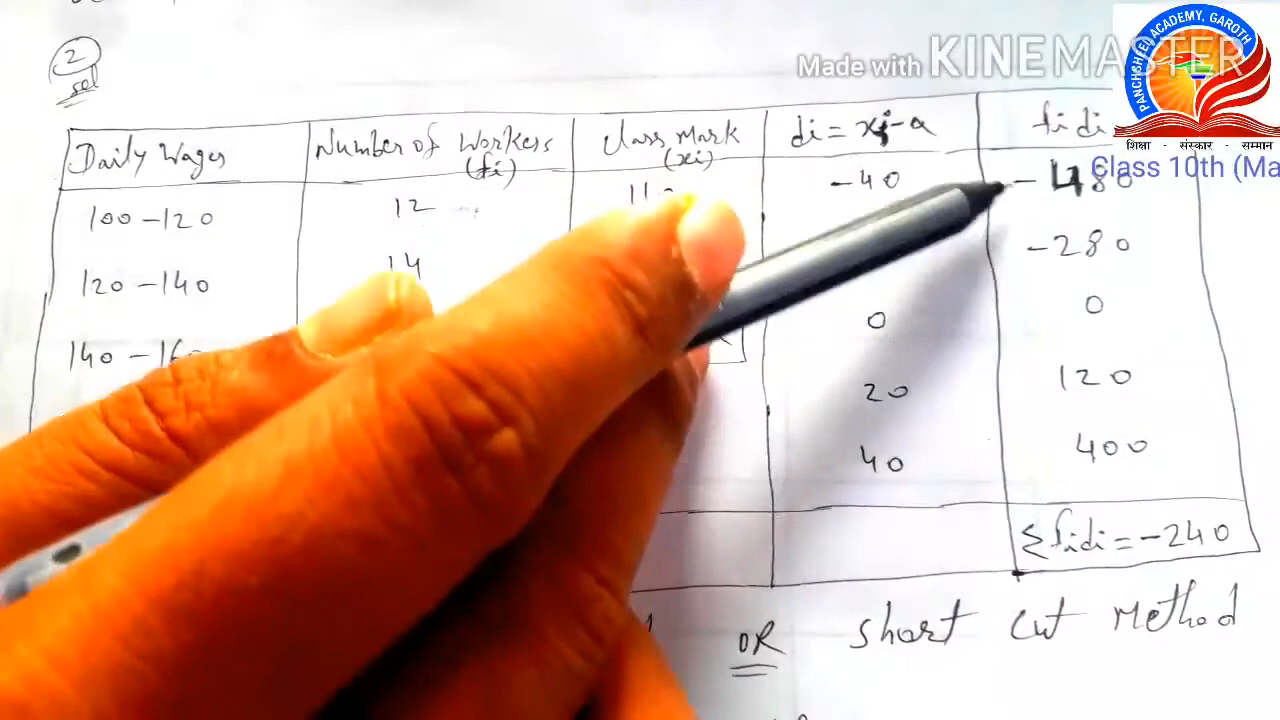 2
sol
Made with KINEMASTER
PANCHSHEEL ACADEMY, GAROTH
शिक्षा - संस्कार - सम्मान
Class 10th (Ma
Daily Wages Number of Workers (fi) Class Mark (xi) di = xi - a fidi
100 - 120 12 -40 -480
120 - 140 14 -280
140 - 0 0
20 120
40 400
Σfidi = -240
OR short cut Method